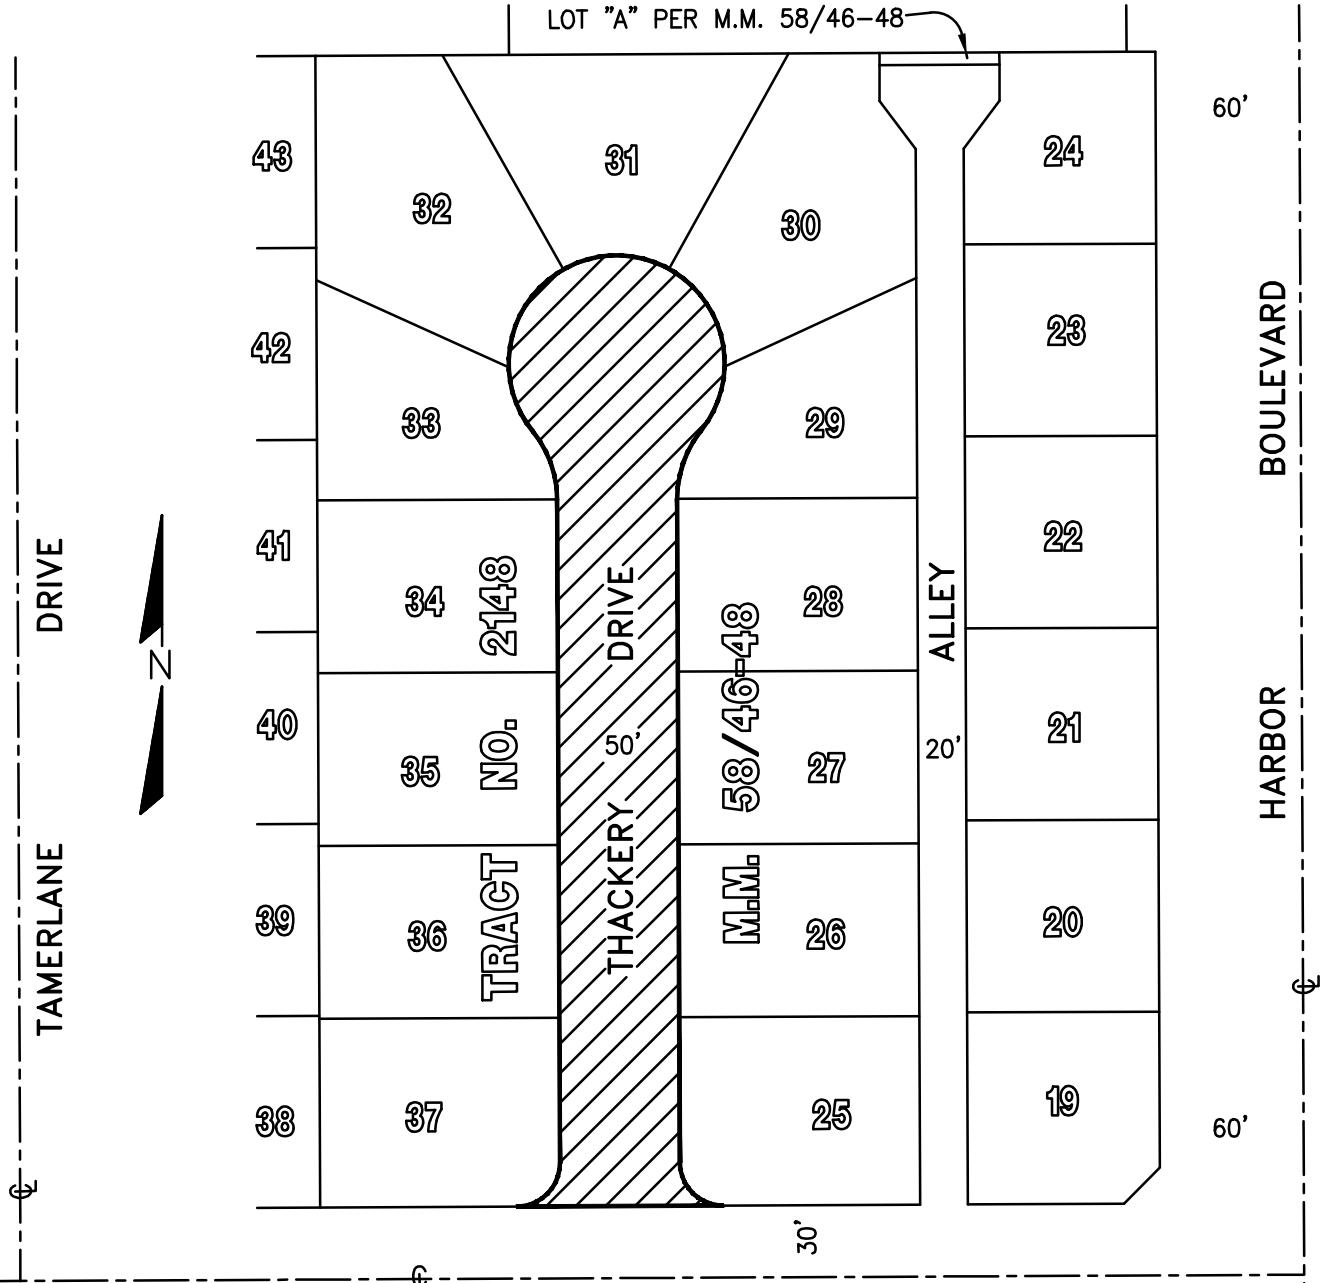 LOT "A" PER M.M. 58/46-48
60'
43
31
24
32
30
42
23
33
29
BOULEVARD
41
34
2148
DRIVE
28
22
DRIVE
ALLEY
N
40
35
NO.
50'
58/46-48
27
20'
21
HARBOR
39
36
TRACT
THACKERY
M.M.
26
20
TAMERLANE
℄
38
37
25
19
60'
℄
30'
℄